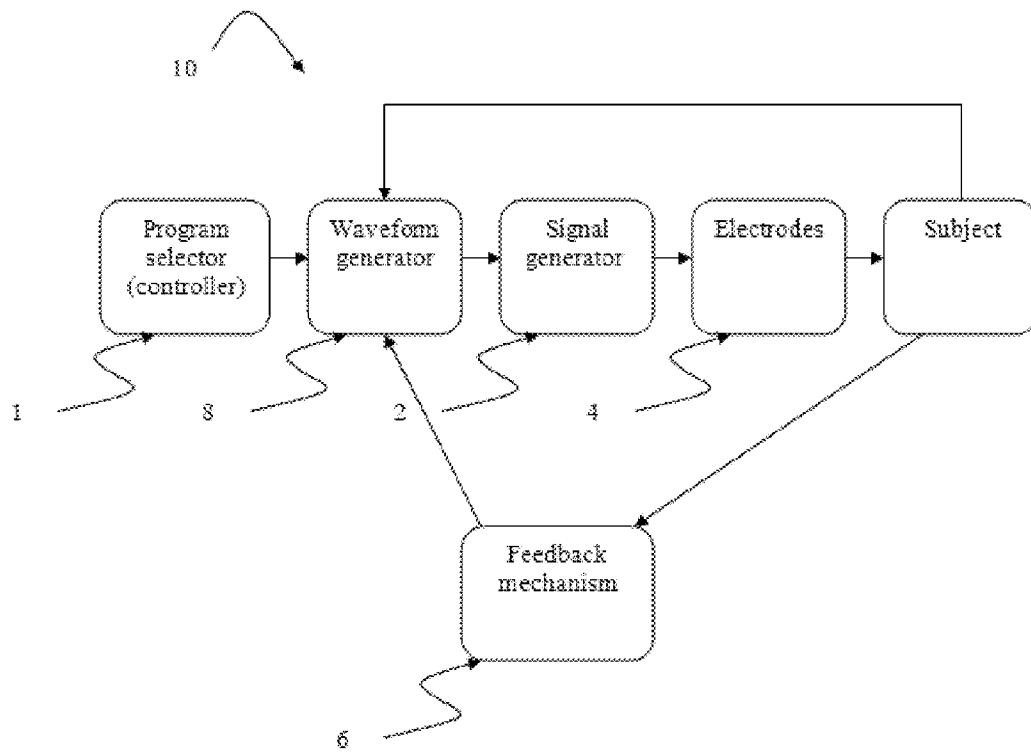 10
Program
selector
(controller)
Waveform
generator
Signal
generator
Electrodes
Subject
1
8
2
4
Feedback
mechanism
6